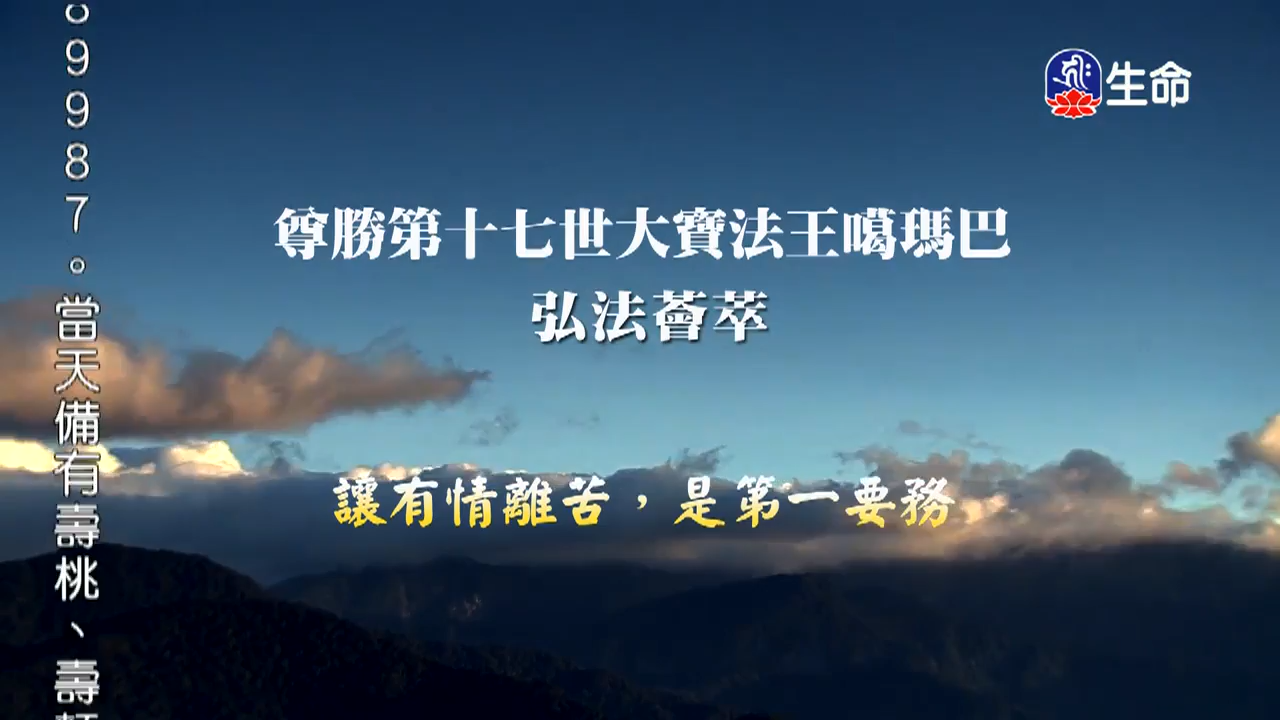 生命
尊勝第十七世大寶法王噶瑪巴
弘法薈萃
讓有情離苦，是第一要務
9987。當天備有壽桃、壽